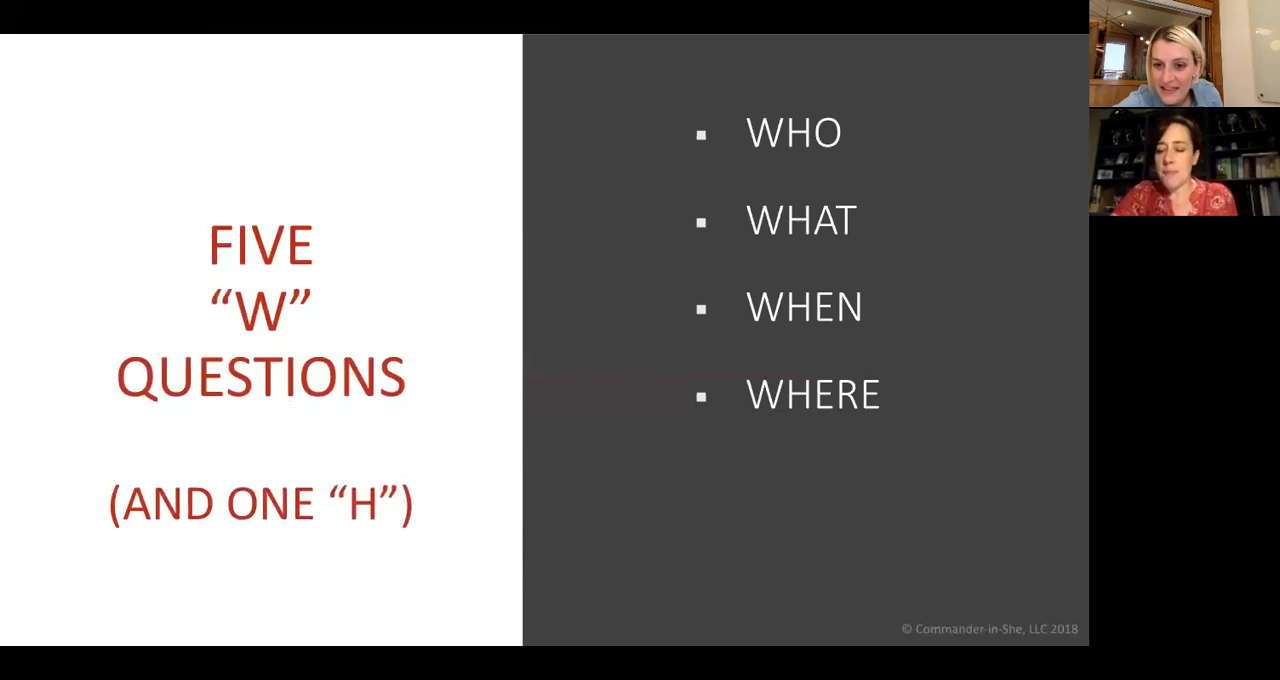 FIVE
“W”
QUESTIONS
(AND ONE “H”)
▪ WHO
▪ WHAT
▪ WHEN
▪ WHERE
© Commander-in-She, LLC 2018